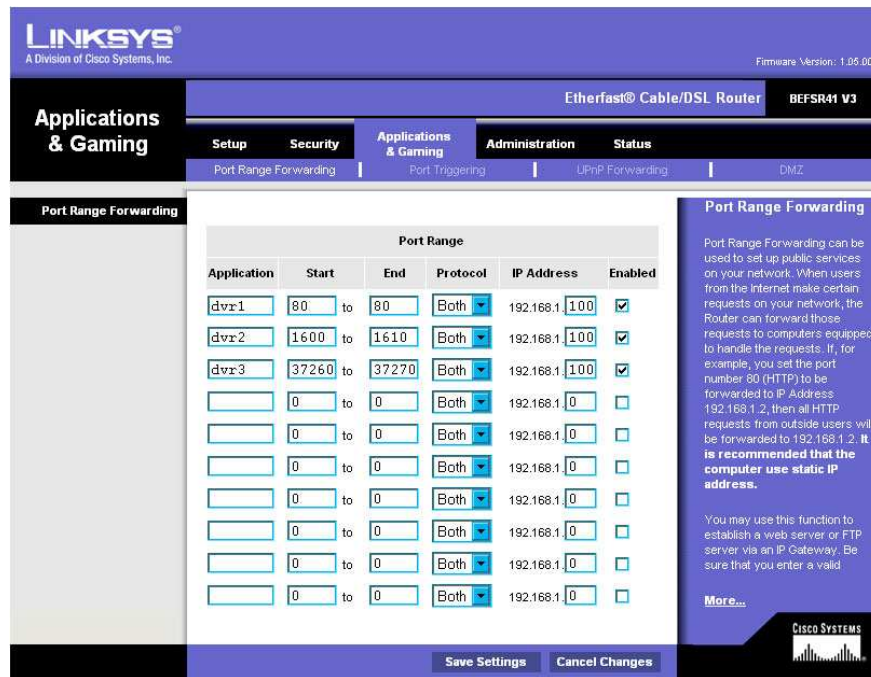 LINKSYS®
A Division of Cisco Systems, Inc.
Firmware Version: 1.05.00
Etherfast® Cable/DSL Router BEFSR41 V3
Applications
& Gaming
Setup Security Applications & Gaming Administration Status
Port Range Forwarding Port Triggering UPnP Forwarding DMZ
Port Range Forwarding
Port Range
Application Start End Protocol IP Address Enabled
dvr1 80 to 80 Both 192.168.1. 100
dvr2 1600 to 1610 Both 192.168.1. 100
dvr3 37260 to 37270 Both 192.168.1. 100
0 to 0 Both 192.168.1. 0
0 to 0 Both 192.168.1. 0
0 to 0 Both 192.168.1. 0
0 to 0 Both 192.168.1. 0
0 to 0 Both 192.168.1. 0
0 to 0 Both 192.168.1. 0
0 to 0 Both 192.168.1. 0
Save Settings Cancel Changes
Port Range Forwarding
Port Range Forwarding can be
used to set up public services
on your network. When users
from the Internet make certain
requests on your network, the
Router can forward those
requests to computers equipped
to handle the requests. If, for
example, you set the port
number 80 (HTTP) to be
forwarded to IP Address
192.168.1.2, then all HTTP
requests from outside users will
be forwarded to 192.168.1.2. It
is recommended that the
computer use static IP
address.
You may use this function to
establish a web server or FTP
server via an IP Gateway. Be
sure that you enter a valid
More...
CISCO SYSTEMS